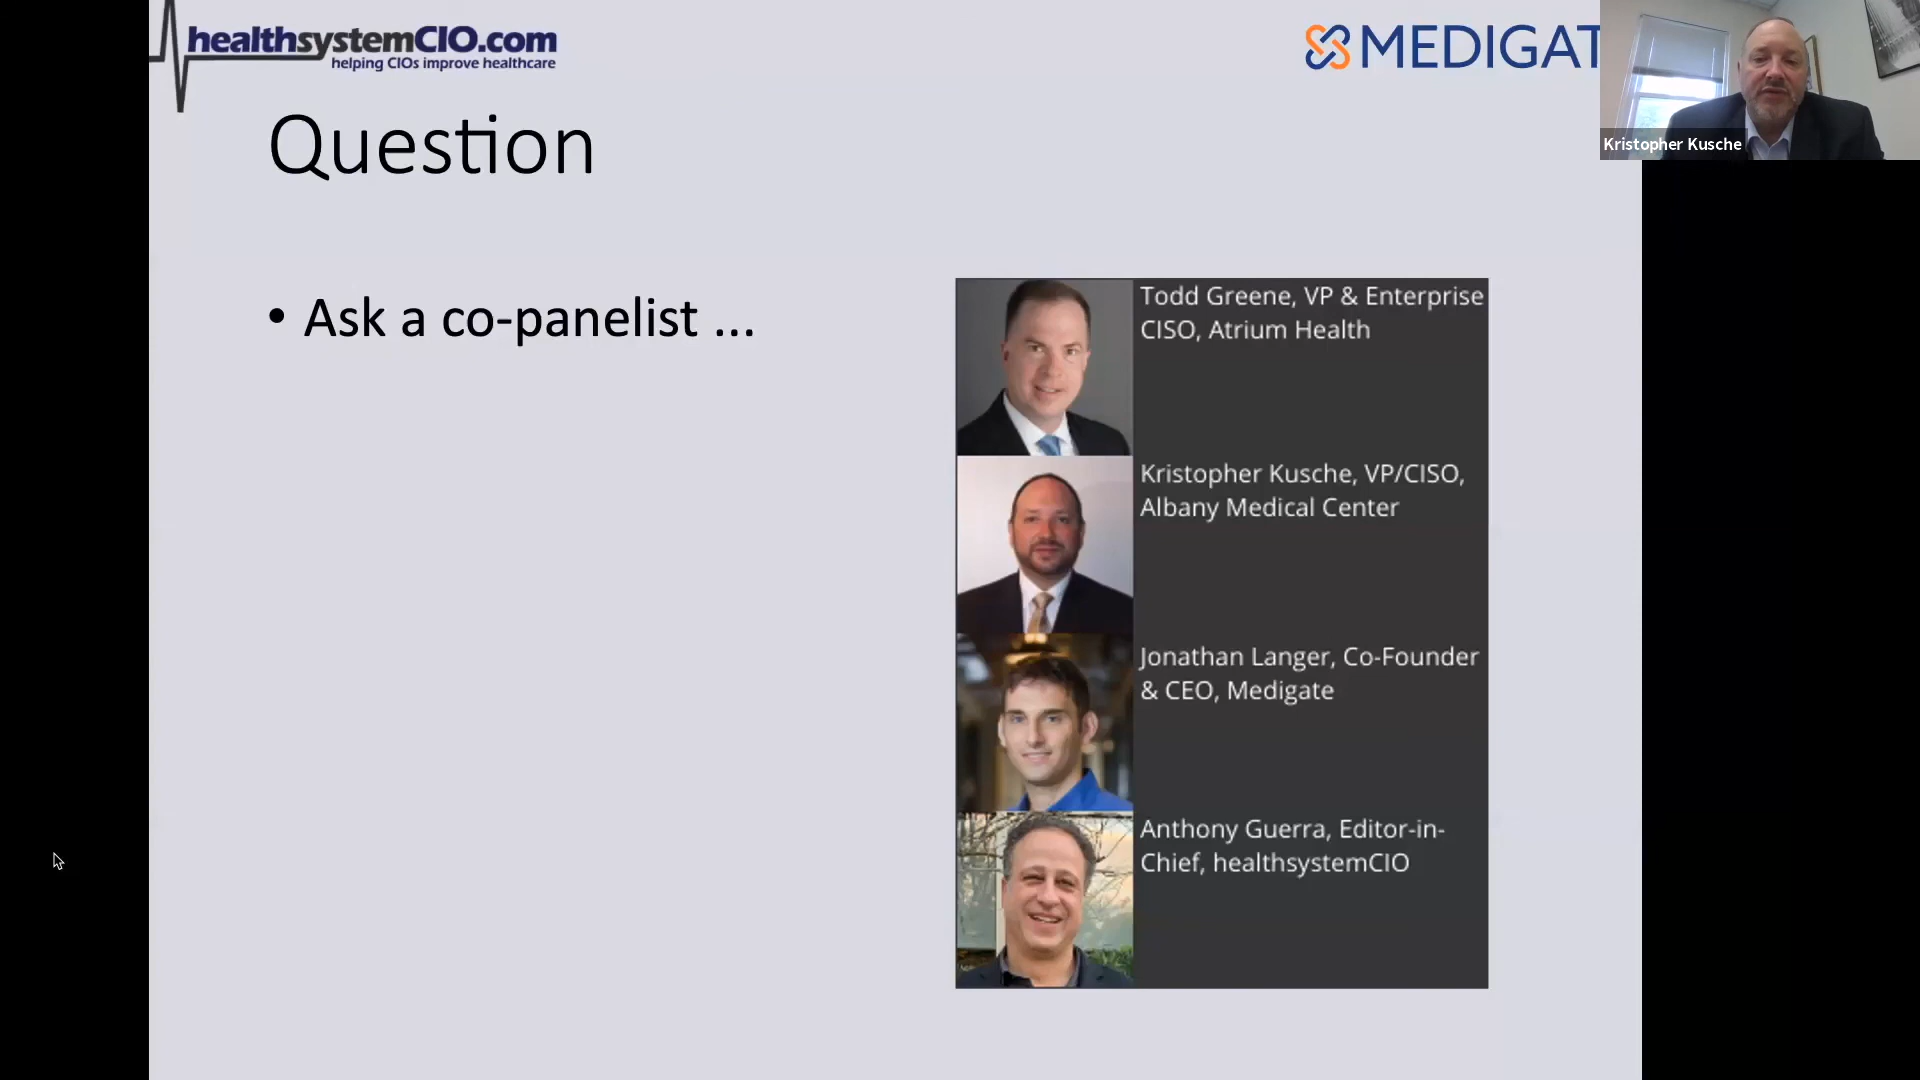 healthsystemCIO.com
helping CIOs improve healthcare
MEDIGAT
Kristopher Kusche
Question
• Ask a co-panelist ...
Todd Greene, VP & Enterprise
CISO, Atrium Health
Kristopher Kusche, VP/CISO,
Albany Medical Center
Jonathan Langer, Co-Founder
& CEO, Medigate
Anthony Guerra, Editor-in-
Chief, healthsystemCIO